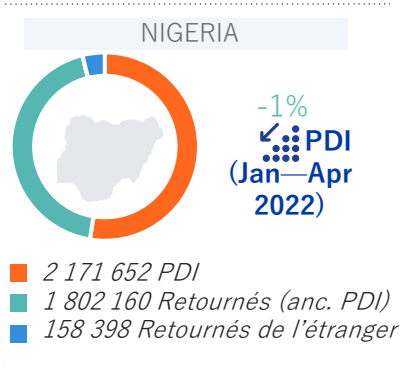 NIGERIA
-1%
PDI
(Jan—Apr
2022)
2 171 652 PDI
1 802 160 Retournés (anc. PDI)
158 398 Retournés de l’étranger